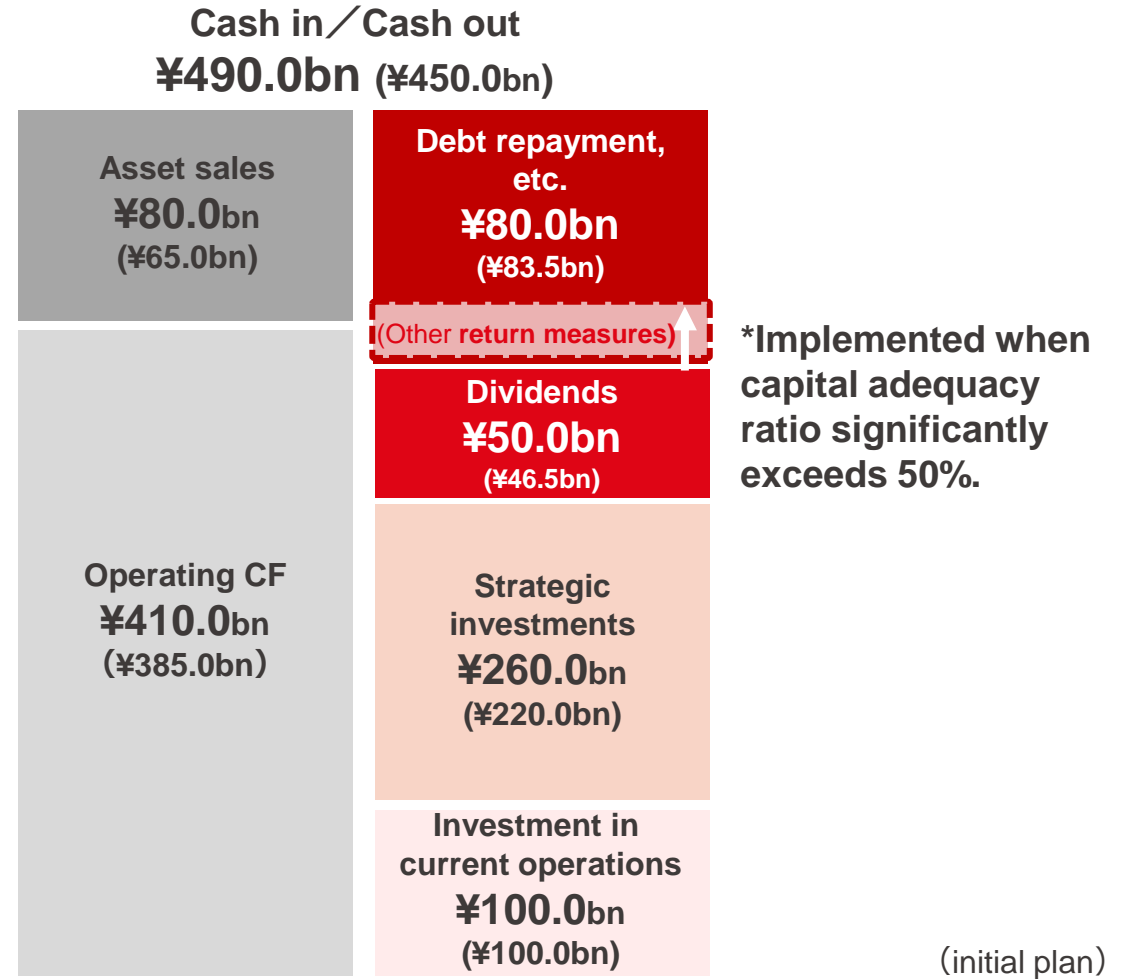 Cash in／Cash out
¥490.0bn (¥450.0bn)
Asset sales
¥80.0bn
(¥65.0bn)
Operating CF
¥410.0bn
（¥385.0bn）
Debt repayment,
etc.
¥80.0bn
(¥83.5bn)
(Other return measures)
Dividends
¥50.0bn
(¥46.5bn)
Strategic
investments
¥260.0bn
(¥220.0bn)
Investment in
current operations
¥100.0bn
(¥100.0bn)
*Implemented when
capital adequacy
ratio significantly
exceeds 50%.
（initial plan）